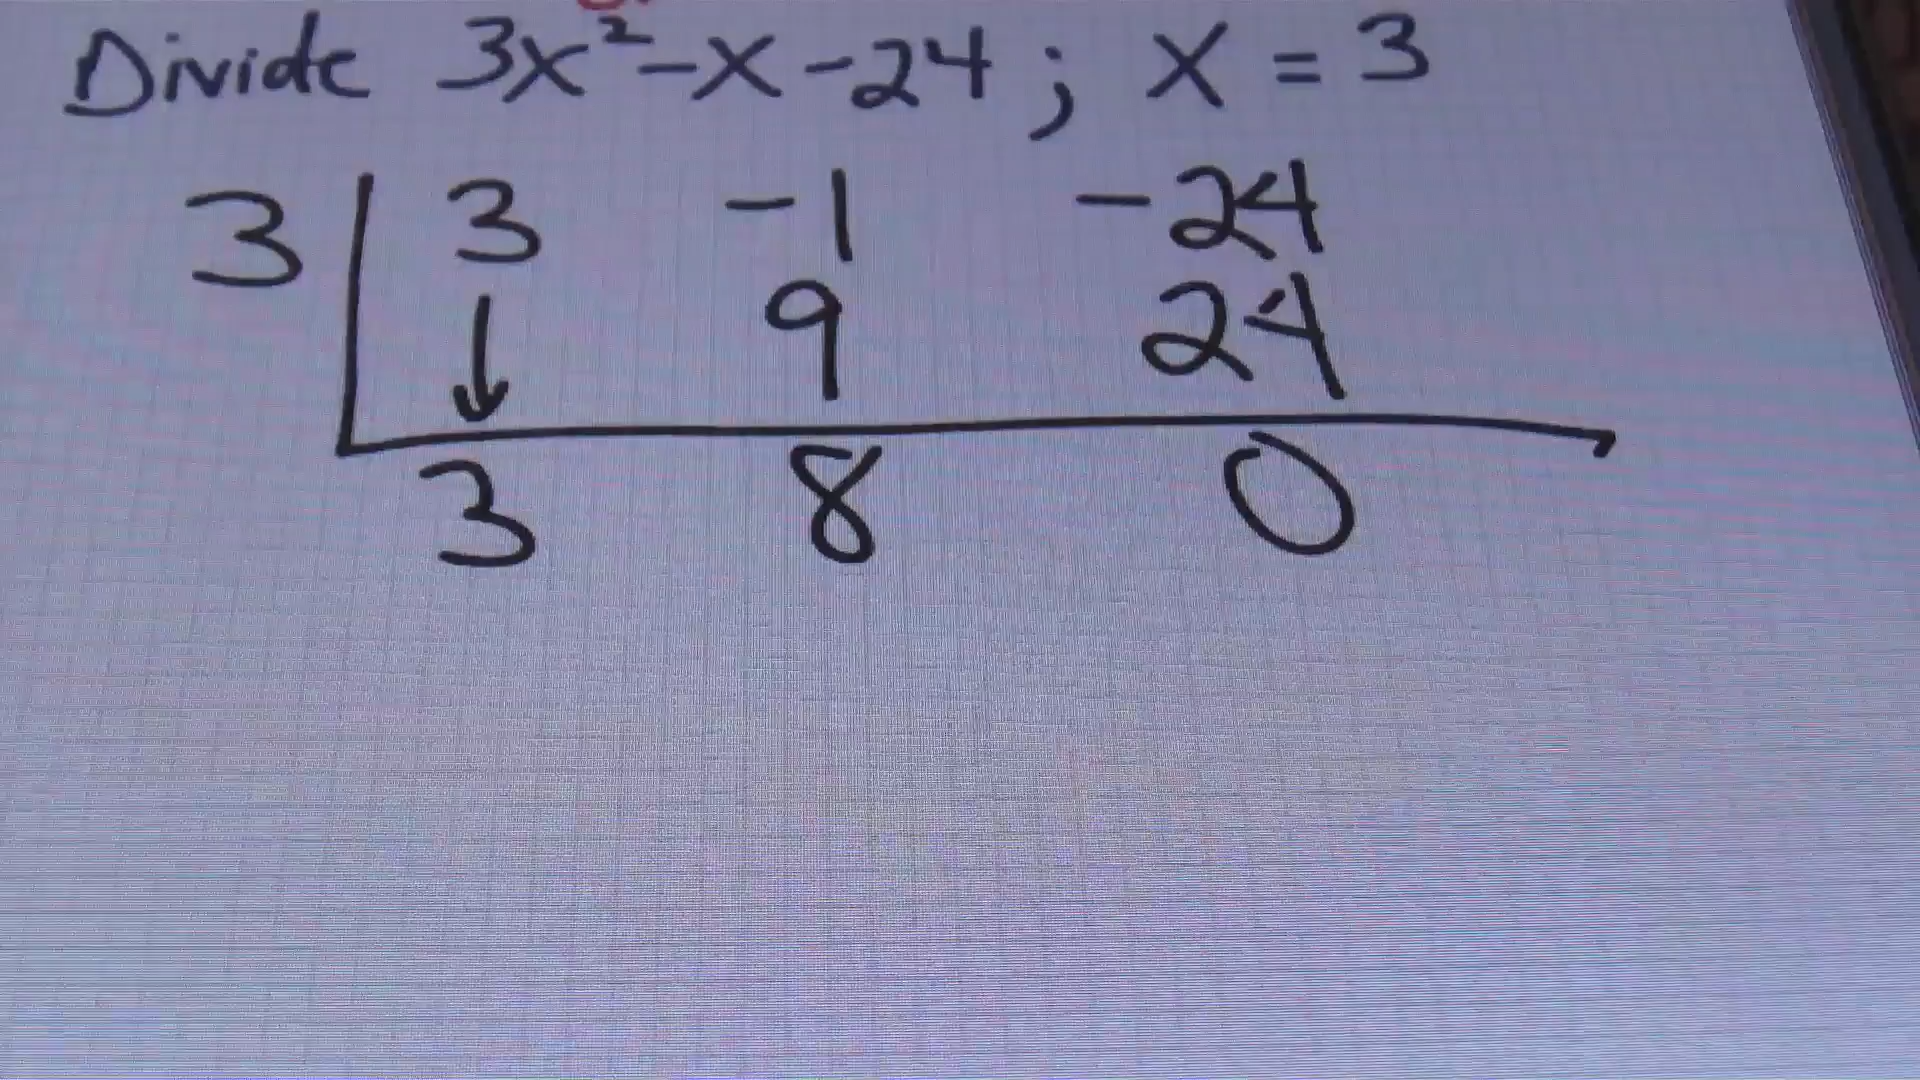 Divide 3x²-x-24; x = 3
3 3 -1 -24
↓ 9 24
3 8 0